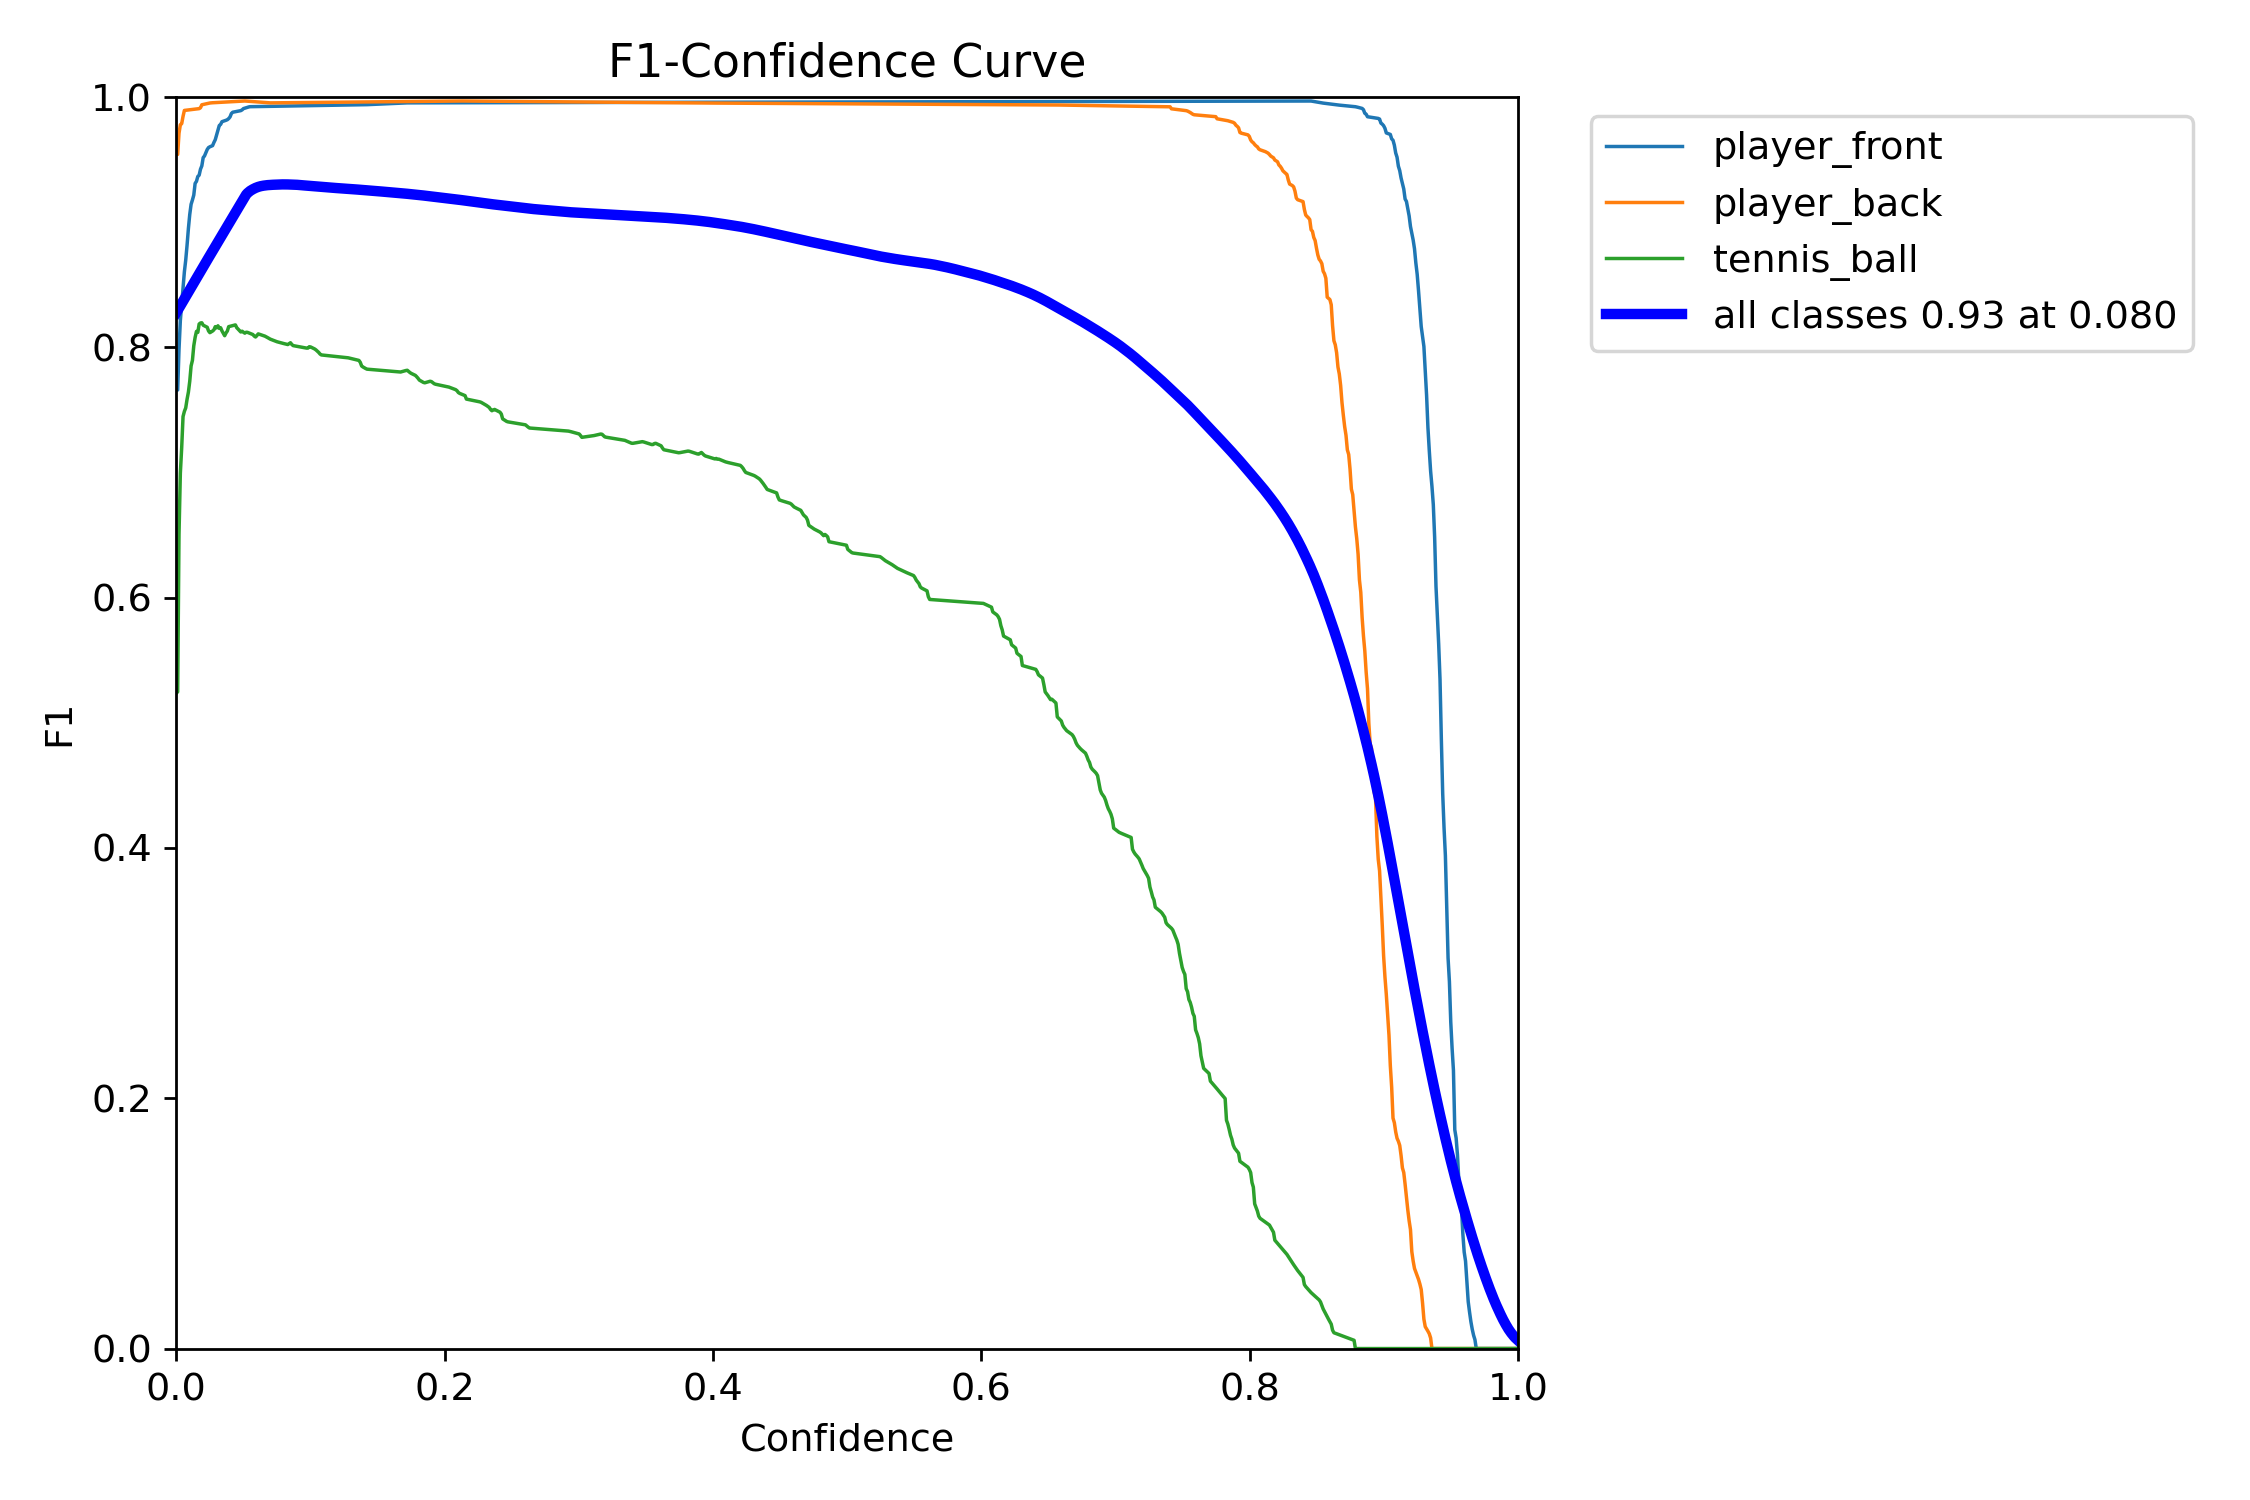 F1-Confidence Curve
1.0
0.8
0.6
0.4
0.2
0.0
F1
0.0 0.2 0.4 0.6 0.8 1.0
Confidence
player_front
player_back
tennis_ball
all classes 0.93 at 0.080